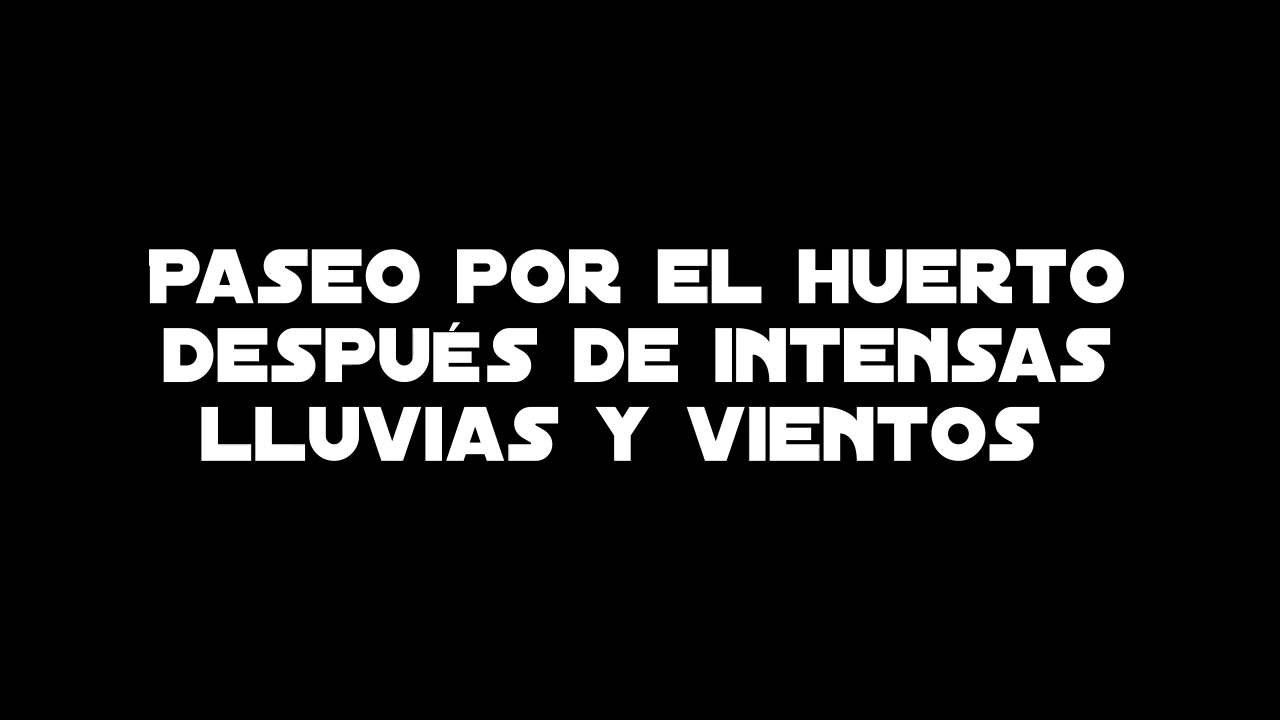 PASEO POR EL HUERTO
DESPUÉS DE INTENSAS
LLUVIAS Y VIENTOS